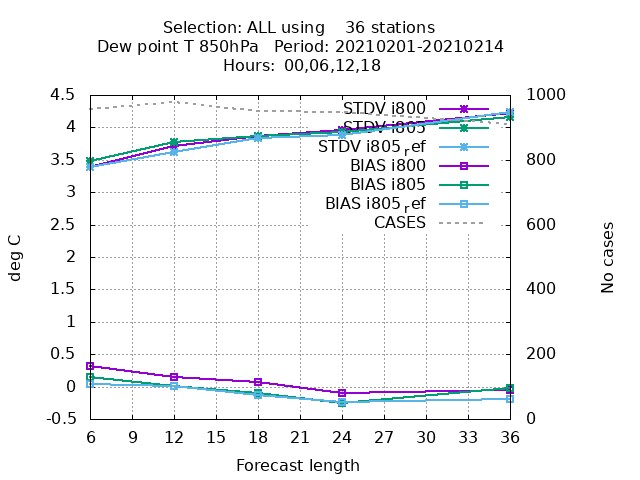 Selection: ALL using    36 stations
Dew point T 850hPa   Period: 20210201-20210214
Hours: 00,06,12,18
deg C
No cases
4.5
4
3.5
3
2.5
2
1.5
1
0.5
0
-0.5
1000
800
600
400
200
0
STDV i800
STDV i805
STDV i805ref
BIAS i800
BIAS i805
BIAS i805ref
CASES
6 9 12 15 18 21 24 27 30 33 36
Forecast length